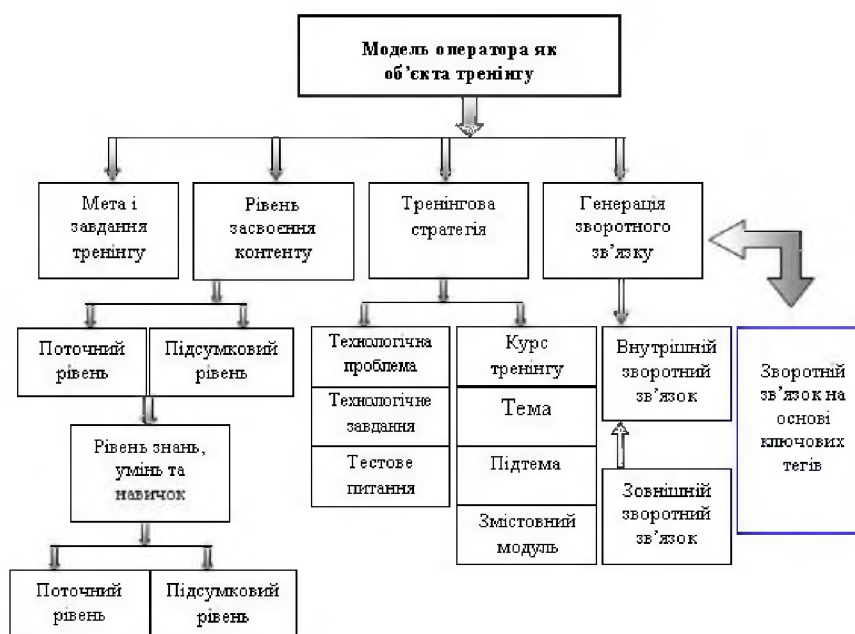 Модель оператора як
об’єкта тренінгу
Мета і
завдання
тренінгу
Рівень
засвоєння
контенту
Тренінгова
стратегія
Генерація
зворотного
зв’язку
Поточний
рівень
Підсумковий
рівень
Технологічна
проблема
Технологічне
завдання
Тестове
питання
Курс
тренінгу
Тема
Підтема
Змістовний
модуль
Внутрішній
зворотний
зв’язок
Зовнішній
зворотний
зв’язок
Зворотній
зв’язок на
основі
ключових
тегів
Рівень знань,
умінь та
навичок
Поточний
рівень
Підсумковий
рівень